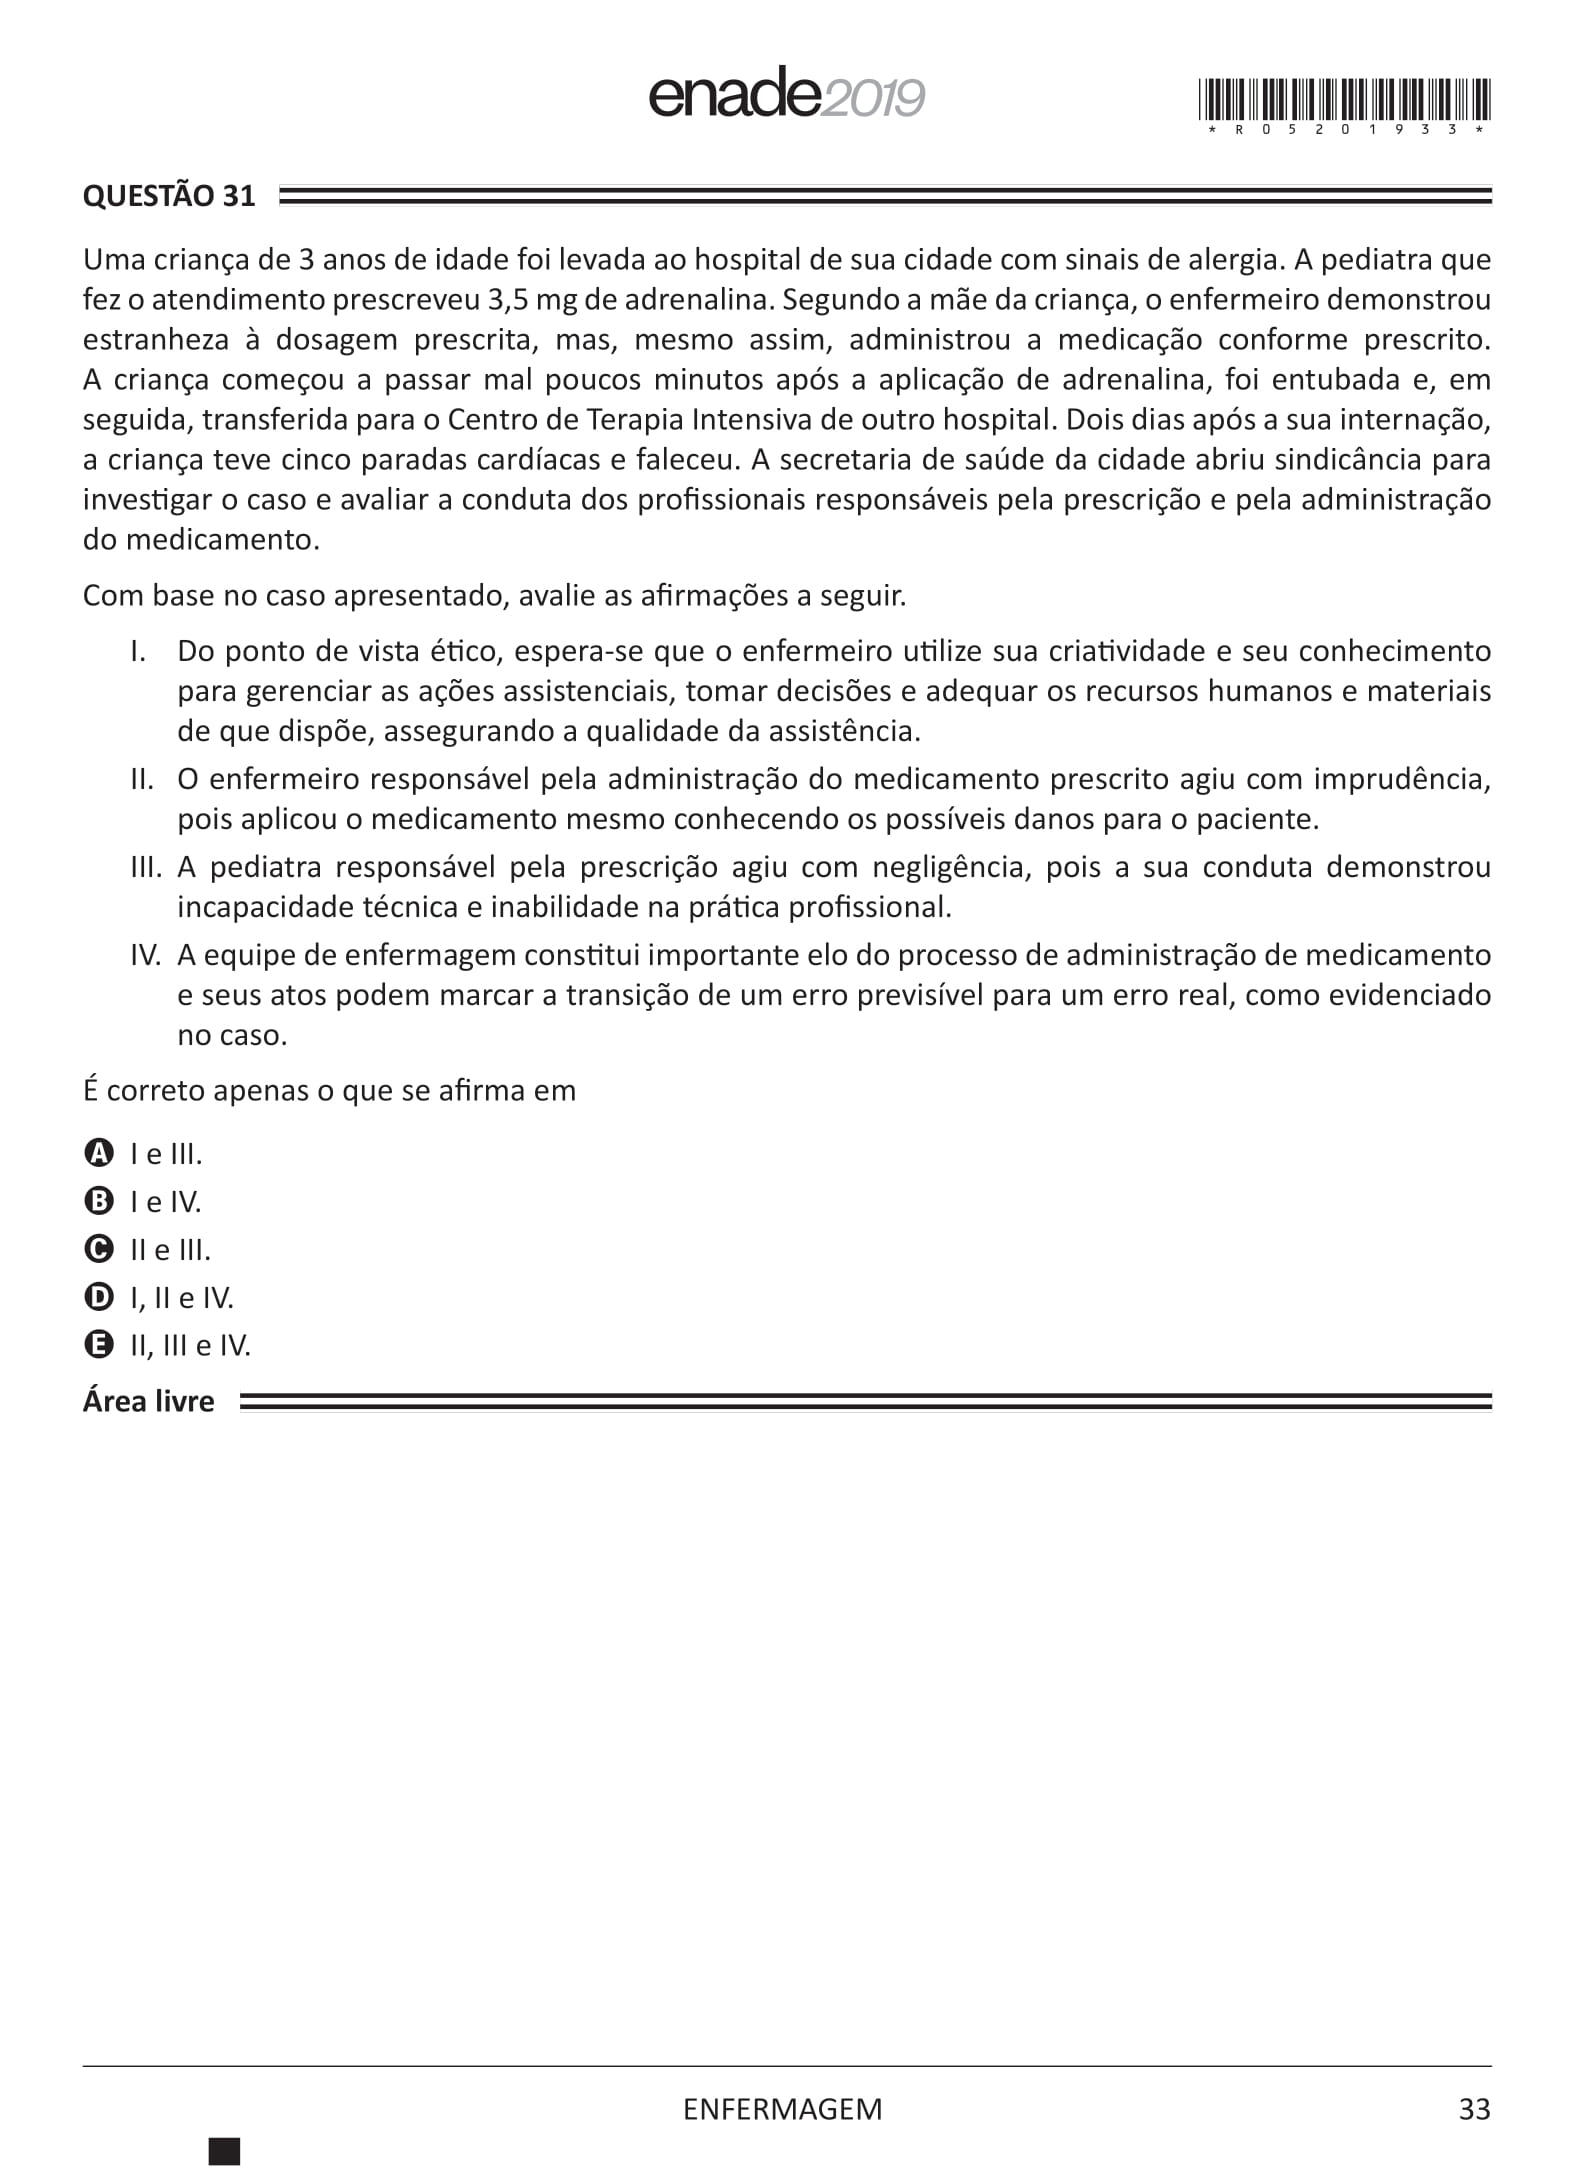 enade2019
*R05201933*
QUESTÃO 31
Uma criança de 3 anos de idade foi levada ao hospital de sua cidade com sinais de alergia. A pediatra que
fez o atendimento prescreveu 3,5 mg de adrenalina. Segundo a mãe da criança, o enfermeiro demonstrou
estranheza à dosagem prescrita, mas, mesmo assim, administrou a medicação conforme prescrito.
A criança começou a passar mal poucos minutos após a aplicação de adrenalina, foi entubada e, em
seguida, transferida para o Centro de Terapia Intensiva de outro hospital. Dois dias após a sua internação,
a criança teve cinco paradas cardíacas e faleceu. A secretaria de saúde da cidade abriu sindicância para
investigar o caso e avaliar a conduta dos profissionais responsáveis pela prescrição e pela administração
do medicamento.
Com base no caso apresentado, avalie as afirmações a seguir.
I. Do ponto de vista ético, espera-se que o enfermeiro utilize sua criatividade e seu conhecimento
para gerenciar as ações assistenciais, tomar decisões e adequar os recursos humanos e materiais
de que dispõe, assegurando a qualidade da assistência.
II. O enfermeiro responsável pela administração do medicamento prescrito agiu com imprudência,
pois aplicou o medicamento mesmo conhecendo os possíveis danos para o paciente.
III. A pediatra responsável pela prescrição agiu com negligência, pois a sua conduta demonstrou
incapacidade técnica e inabilidade na prática profissional.
IV. A equipe de enfermagem constitui importante elo do processo de administração de medicamento
e seus atos podem marcar a transição de um erro previsível para um erro real, como evidenciado
no caso.
É correto apenas o que se afirma em
A I e III.
B I e IV.
C II e III.
D I, II e IV.
E II, III e IV.
Área livre
ENFERMAGEM
33